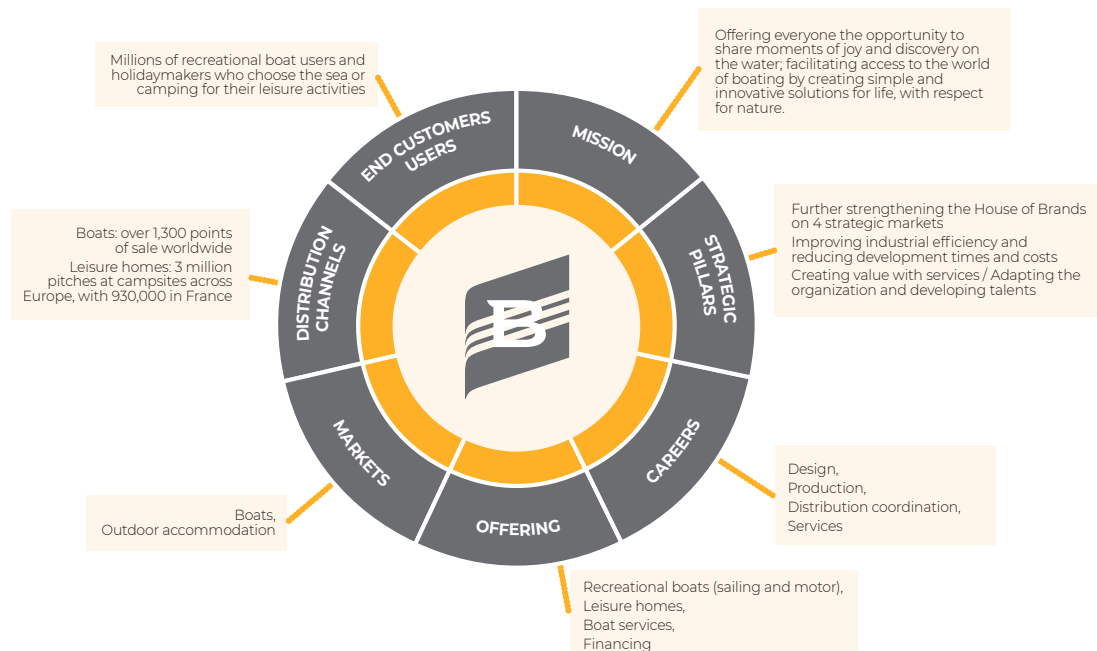 Offering everyone the opportunity to
share moments of joy and discovery on
the water; facilitating access to the world
of boating by creating simple and
innovative solutions for life, with respect
for nature.
Millions of recreational boat users and
holidaymakers who choose the sea or
camping for their leisure activities
END CUSTOMERS
USERS
MISSION
Boats: over 1,300 points
of sale worldwide
Leisure homes: 3 million
pitches at campsites across
Europe, with 930,000 in France
DISTRIBUTION
CHANNELS
STRATEGIC
PILLARS
Further strengthening the House of Brands
on 4 strategic markets
Improving industrial efficiency and
reducing development times and costs
Creating value with services / Adapting the
organization and developing talents
B
MARKETS
CAREERS
Boats,
Outdoor accommodation
Design,
Production,
Distribution coordination,
Services
OFFERING
Recreational boats (sailing and motor),
Leisure homes,
Boat services,
Financing